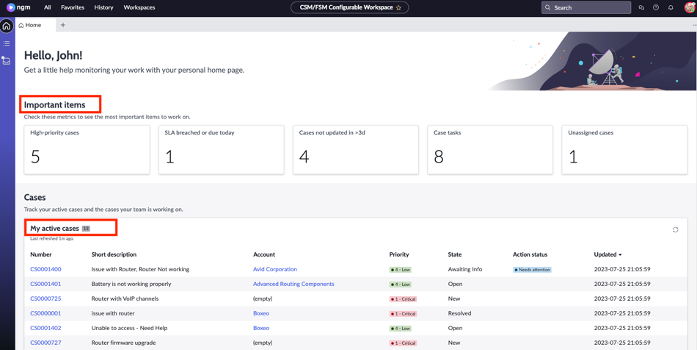 ngm All Favorites History Workspaces CSM/FSM Configurable Workspace ☆ Search
Home +
Hello, John!
Get a little help monitoring your work with your personal home page.
Important items
Check these metrics to see the most important items to work on.
High-priority cases SLA breached or due today Cases not updated in >3d Case tasks Unassigned cases
5 1 4 8 1
Cases
Track your active cases and the cases your team is working on.
My active cases
Last refreshed 1m ago.
Number Short description Account Priority State Action status Updated
CS0001400 Issue with Router, Router Not working Avid Corporation 4 - Low Awaiting Info Needs attention 2023-07-25 21:05:59
CS0001401 Battery is not working properly Advanced Routing Components 4 - Low Open 2023-07-25 21:05:59
CS0000725 Router with VoIP channels (empty) 1 - Critical New 2023-07-25 21:05:59
CS0000001 Issue with router Boxeo 1 - Critical Resolved 2023-07-25 21:05:59
CS0001402 Unable to access - Need Help Boxeo 4 - Low Open 2023-07-25 21:05:59
CS0000727 Router firmware upgrade (empty) 1 - Critical New 2023-07-25 21:05:59